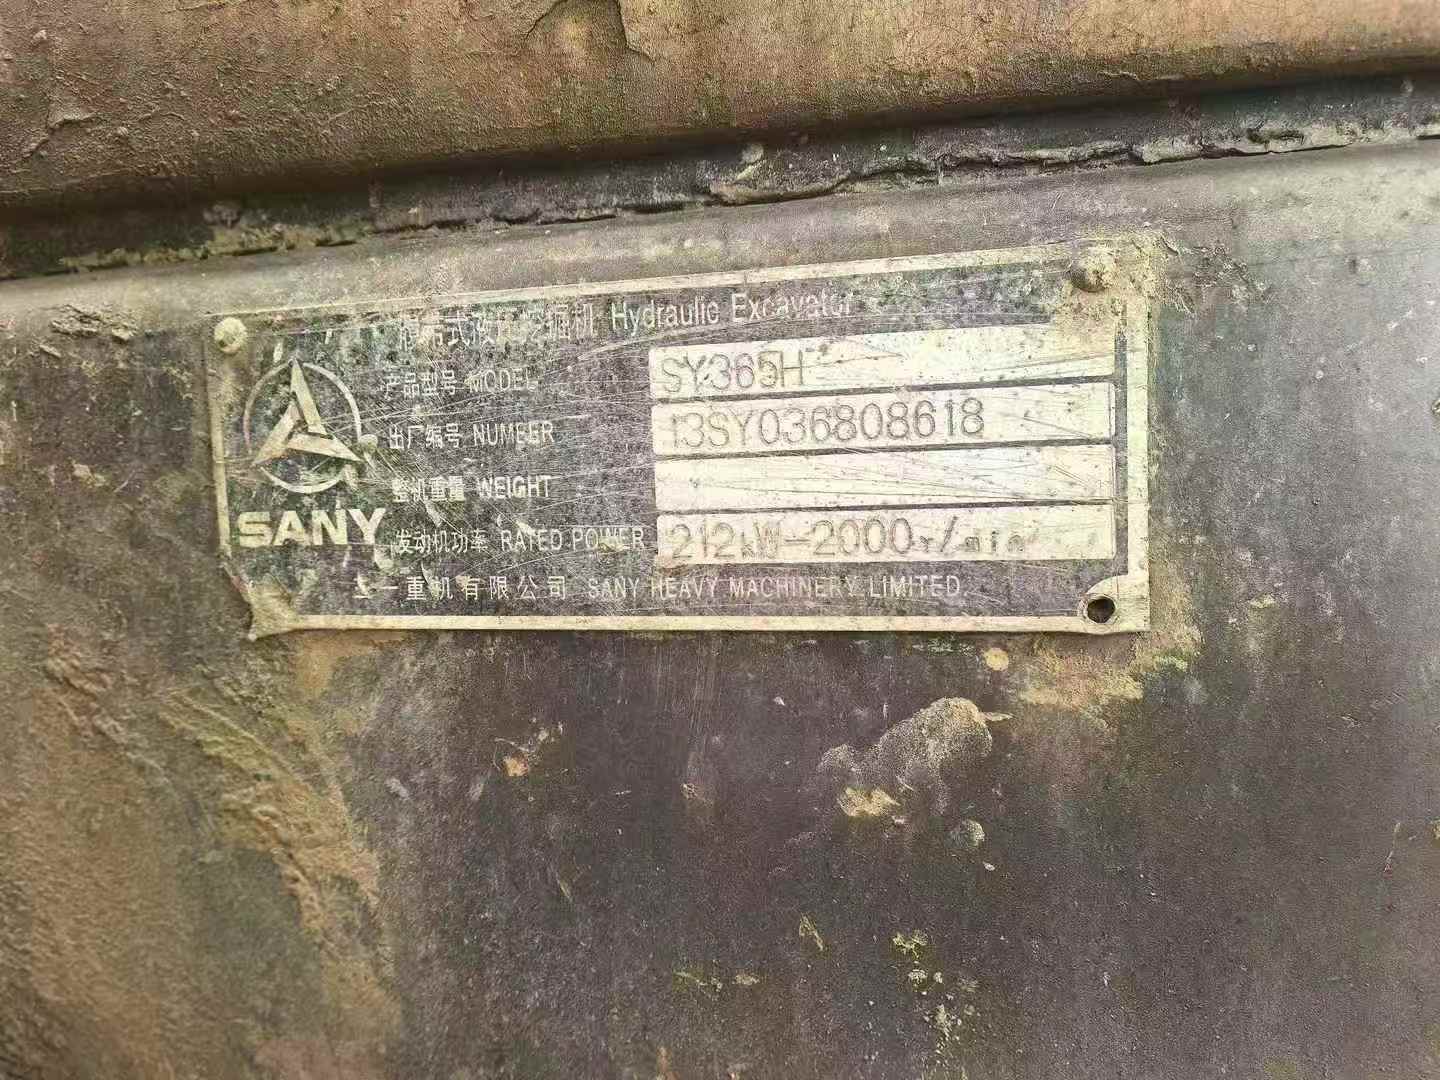 履带式液压挖掘机 Hydraulic Excavator
产品型号 MODEL SY365H
出厂编号 NUMBER 13SY036808618
整机重量 WEIGHT
发动机功率 RATED POWER 212kW-2000r/min
SANY
三一重机有限公司 SANY HEAVY MACHINERY LIMITED.